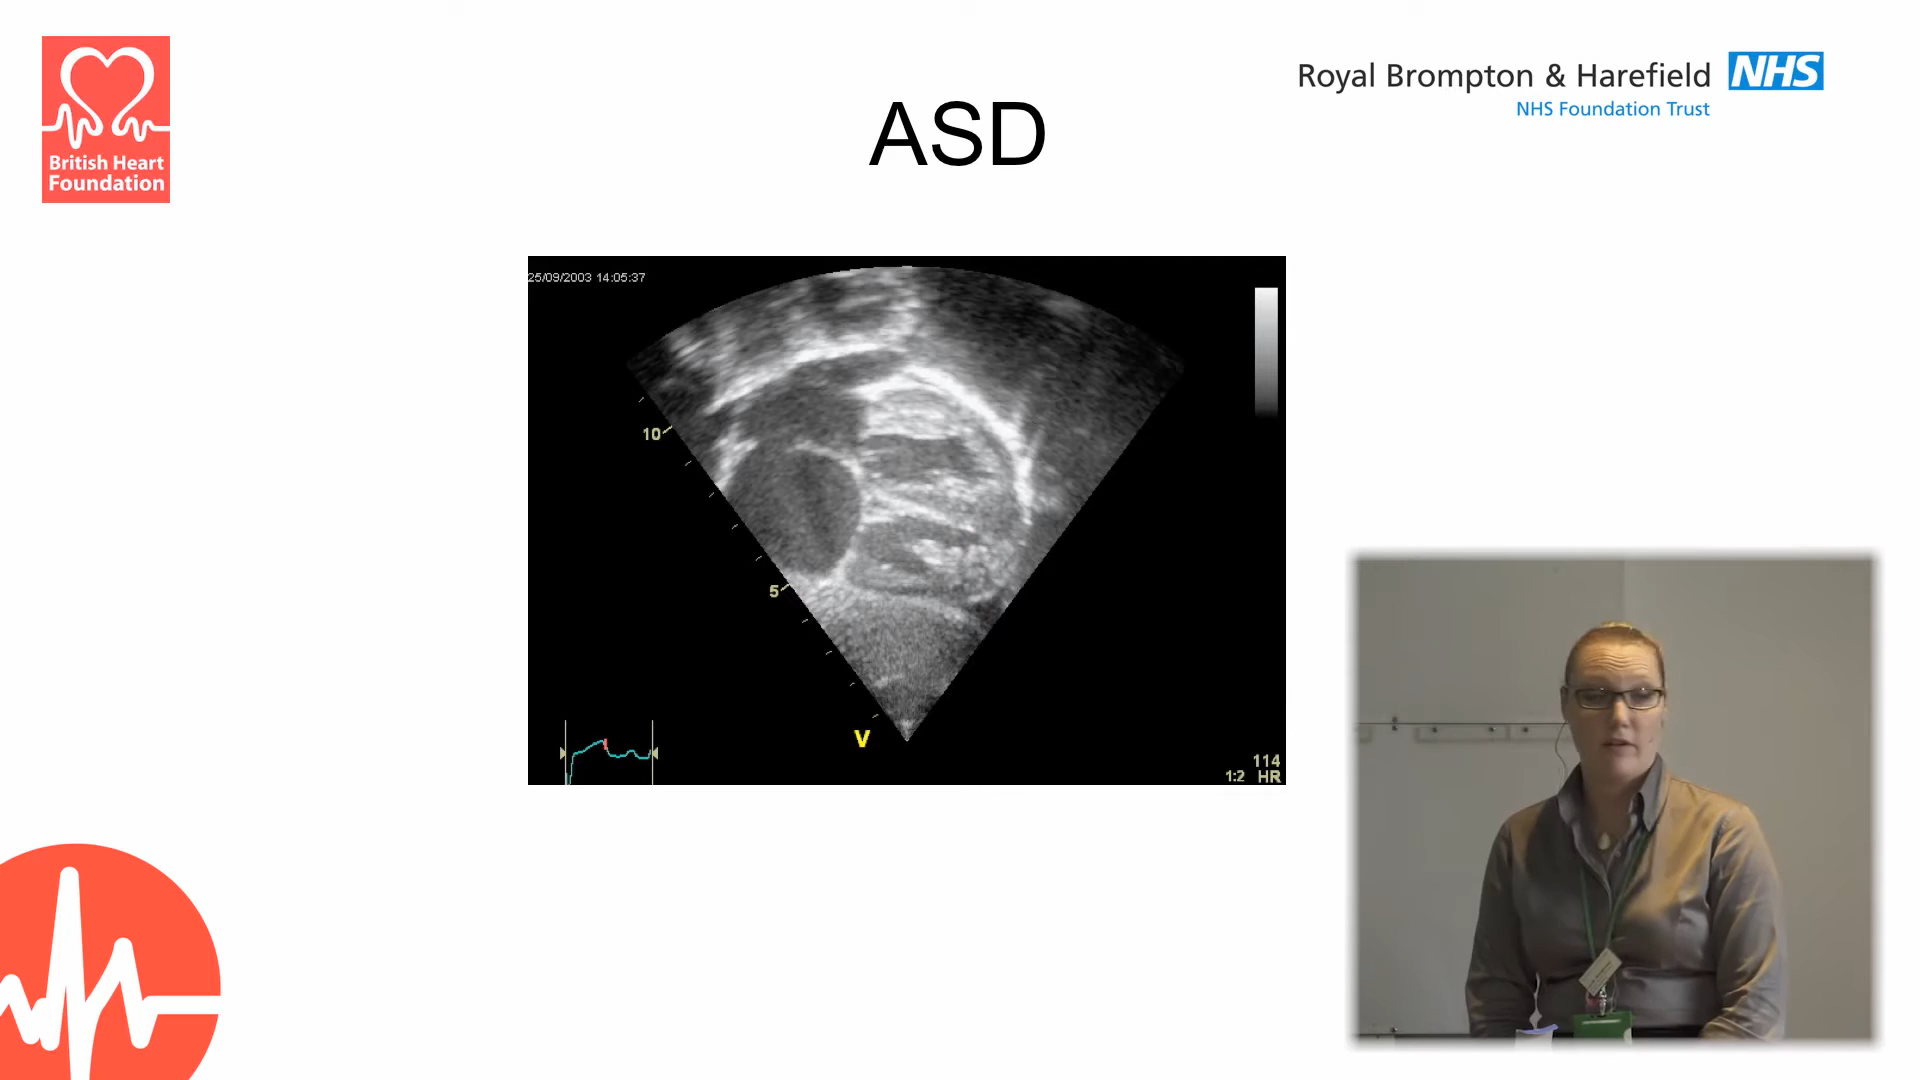 British Heart
Foundation
Royal Brompton & Harefield NHS
NHS Foundation Trust
ASD
25/09/2003 14:05:37
10
5
V
114
1:2 HR